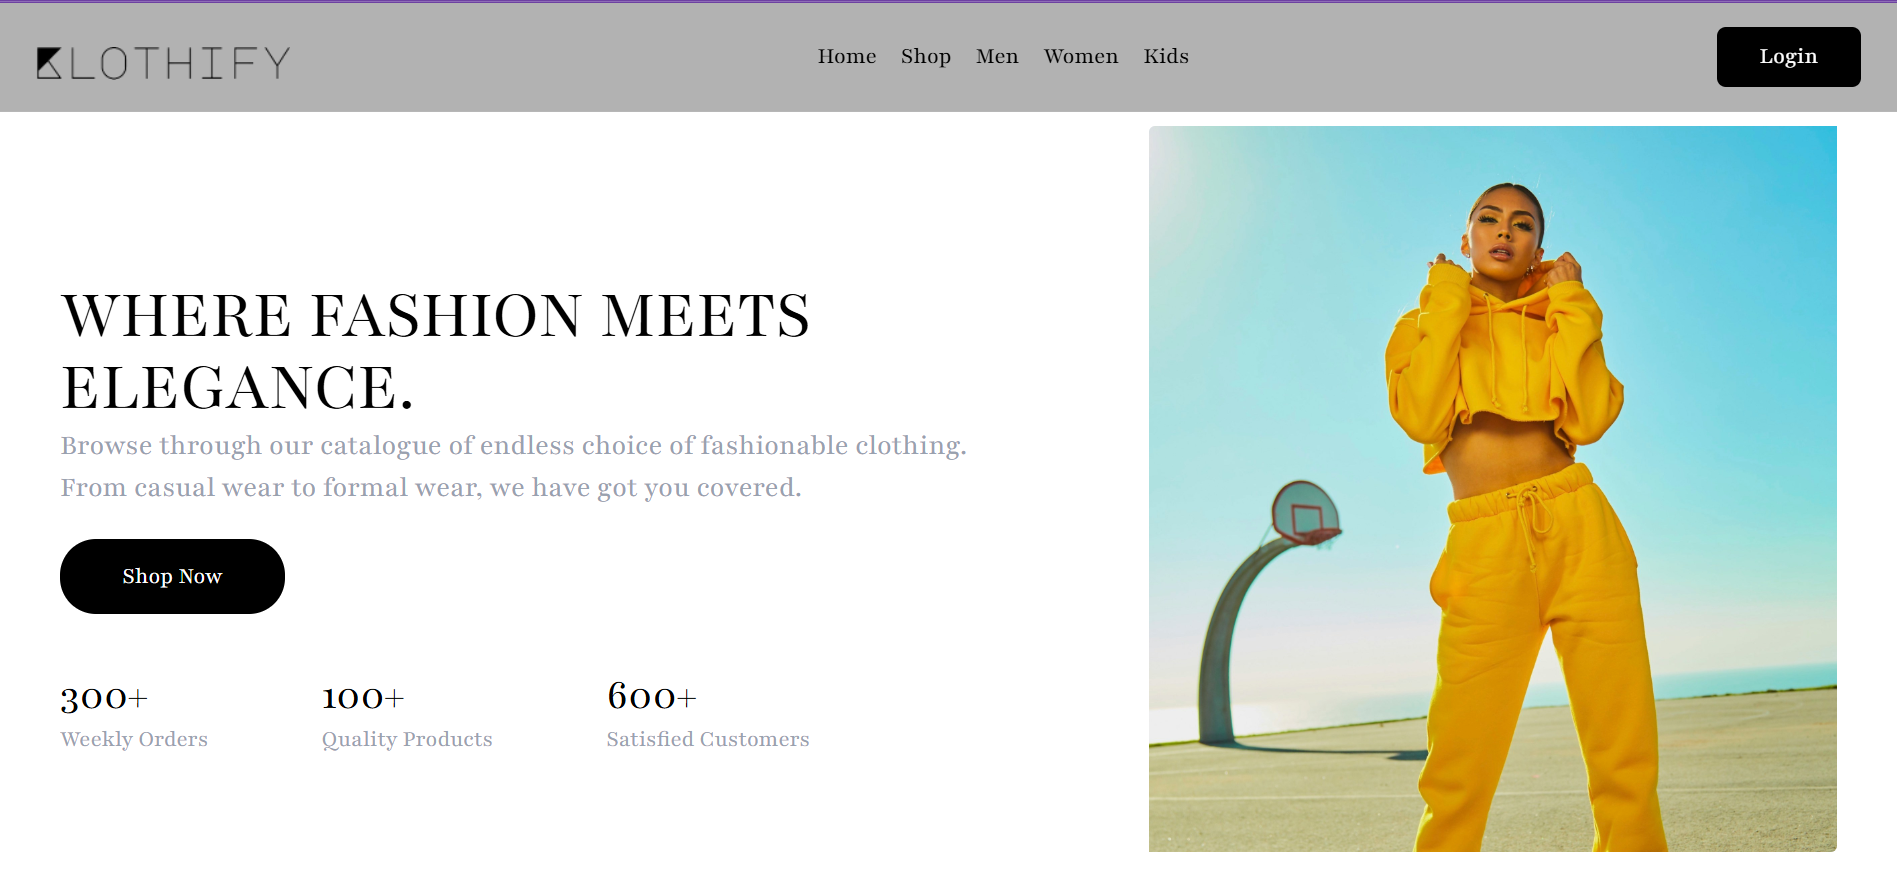 KLOTHIFY
Home Shop Men Women Kids
Login
WHERE FASHION MEETS
ELEGANCE.
Browse through our catalogue of endless choice of fashionable clothing.
From casual wear to formal wear, we have got you covered.
Shop Now
300+ 100+ 600+
Weekly Orders Quality Products Satisfied Customers